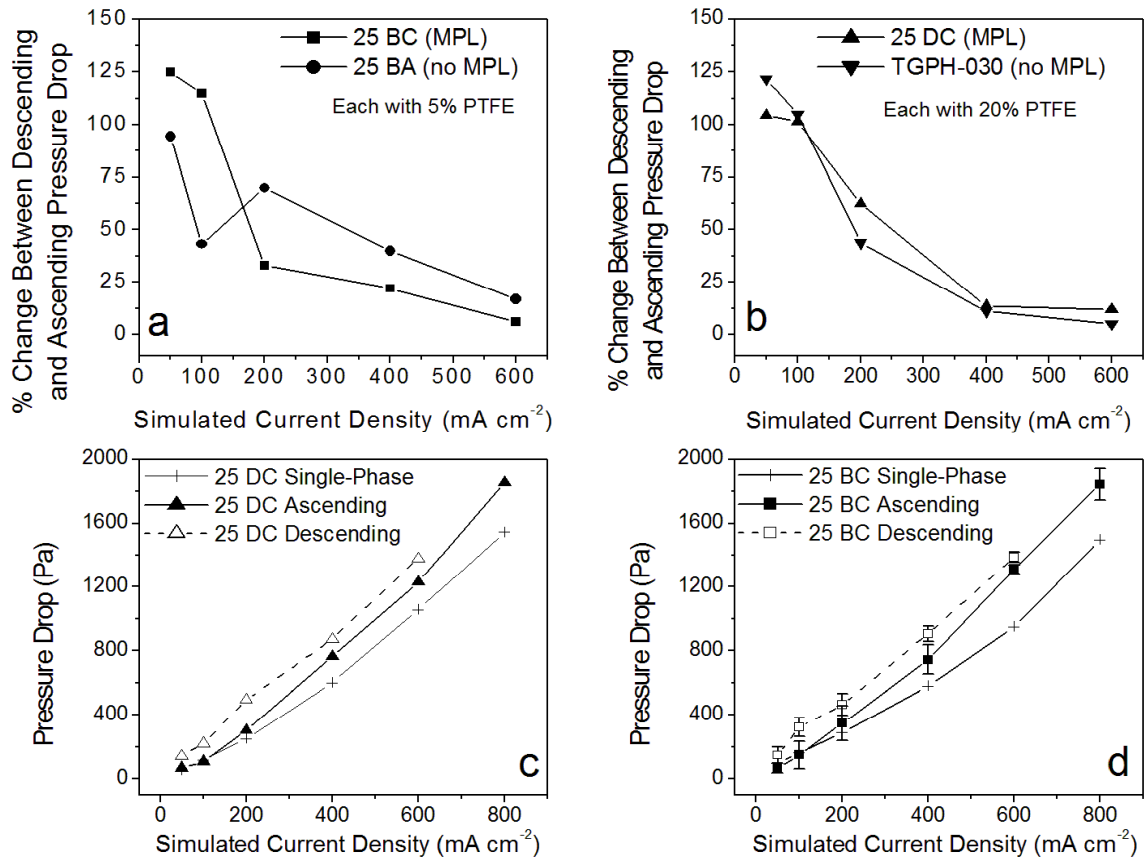 % Change Between Descending
and Ascending Pressure Drop
150
125
100
75
50
25
0
25 BC (MPL)
25 BA (no MPL)
Each with 5% PTFE
a
0 100 200 300 400 500 600
Simulated Current Density (mA cm-2)
% Change Between Descending
and Ascending Pressure Drop
150
125
100
75
50
25
0
25 DC (MPL)
TGPH-030 (no MPL)
Each with 20% PTFE
b
0 100 200 300 400 500 600
Simulated Current Density (mA cm-2)
Pressure Drop (Pa)
2000
1600
1200
800
400
0
25 DC Single-Phase
25 DC Ascending
25 DC Descending
c
0 200 400 600 800
Simulated Current Density (mA cm-2)
Pressure Drop (Pa)
2000
1600
1200
800
400
0
25 BC Single-Phase
25 BC Ascending
25 BC Descending
d
0 200 400 600 800
Simulated Current Density (mA cm-2)